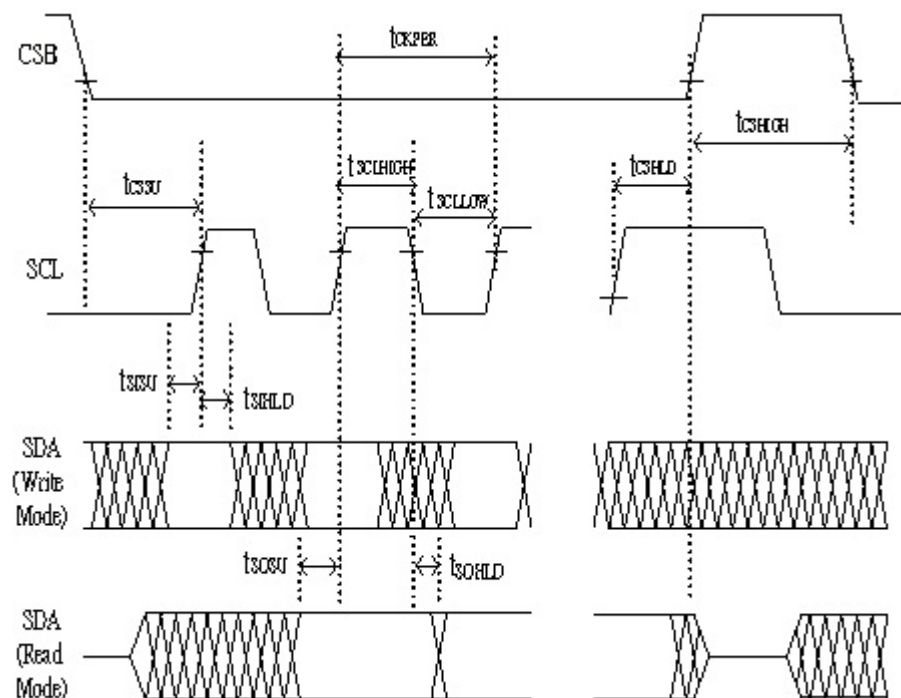 CSB
tCKPER
tCSHIGH
tCSSU
tSCLHIGH
tSCLLOW
tCSHLD
SCL
tSISU
tSIHLD
SDA
(Write
Mode)
tSOSU
tSOHLD
SDA
(Read
Mode)